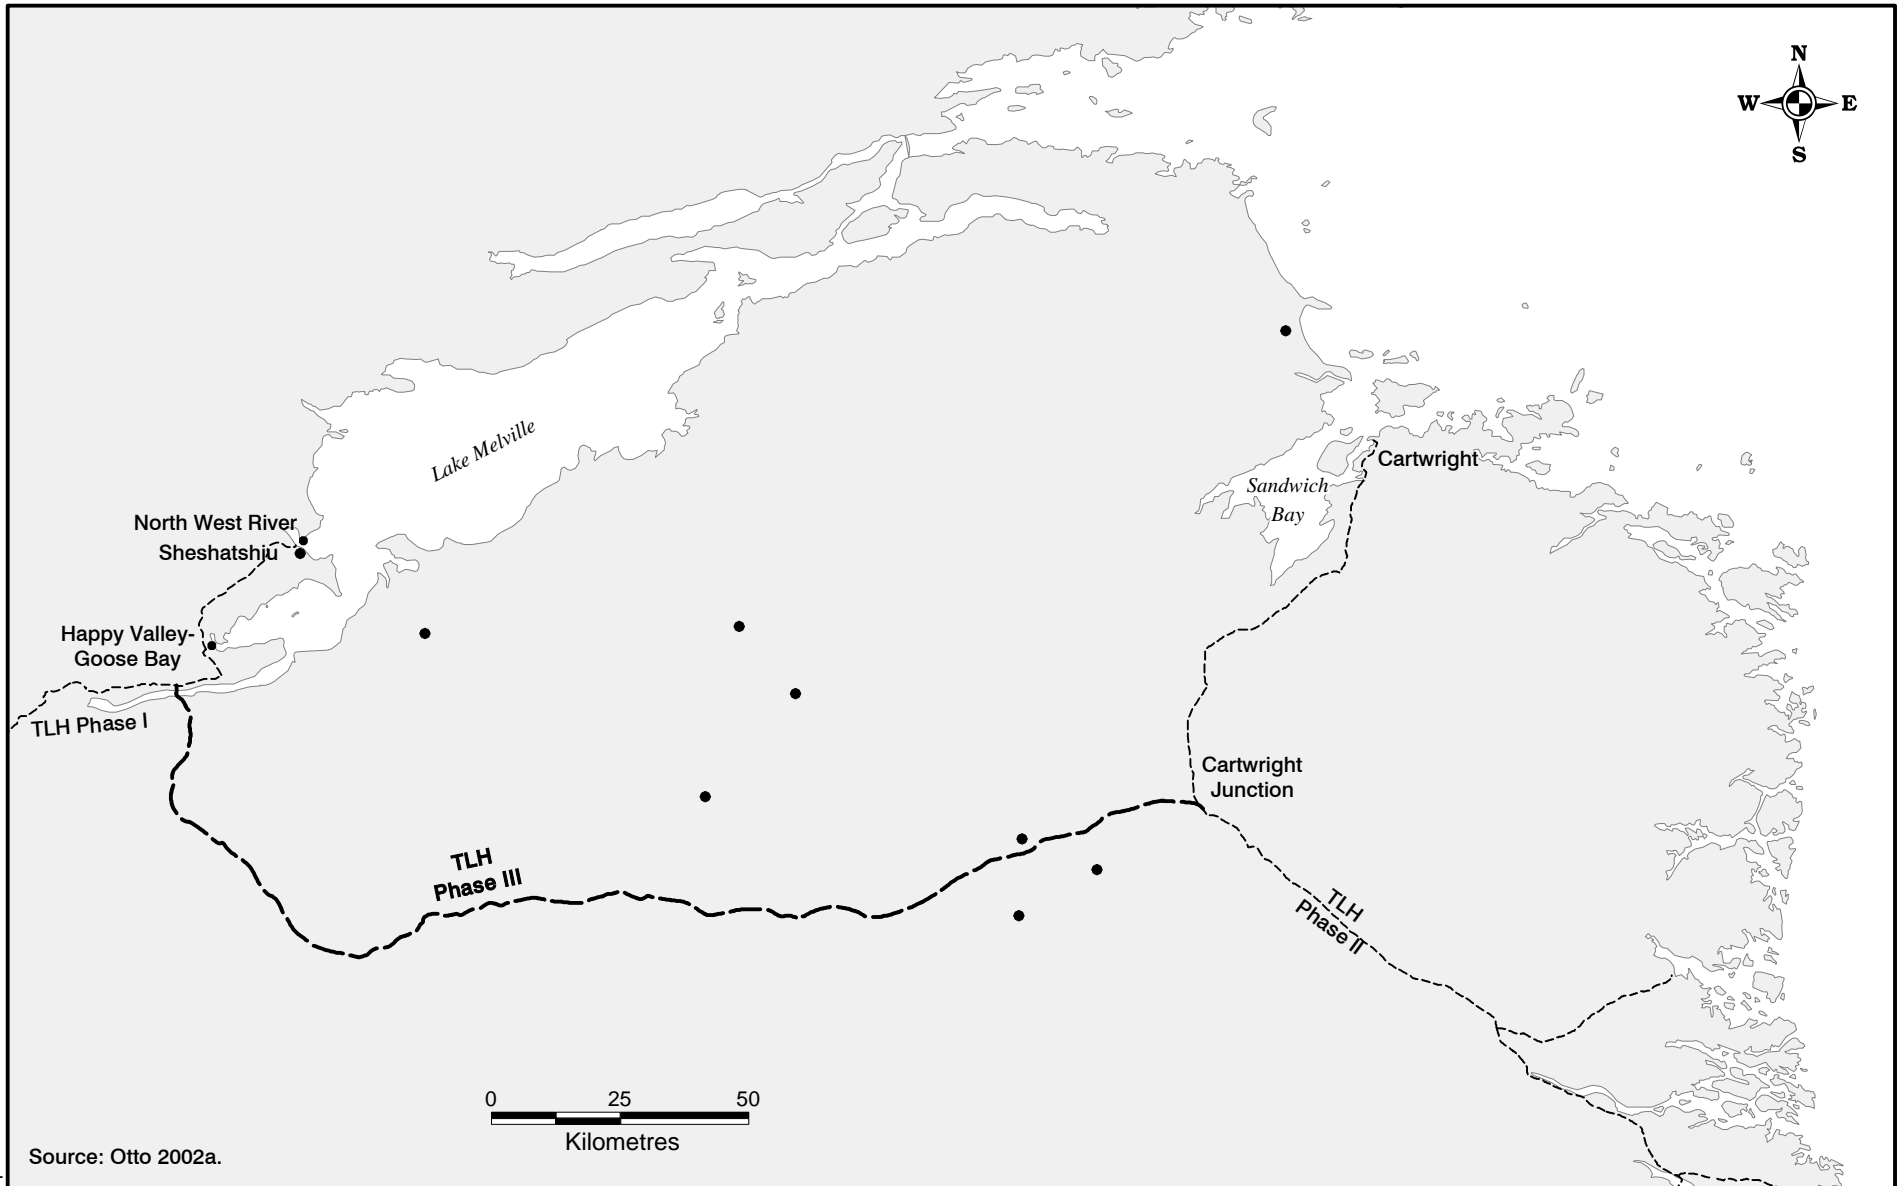 N
W E
S
Lake Melville
Cartwright
Sandwich
Bay
North West River
Sheshatshiu
Happy Valley-
Goose Bay
TLH Phase I
Cartwright
Junction
TLH
Phase III
TLH
Phase II
0 25 50
Kilometres
Source: Otto 2002a.